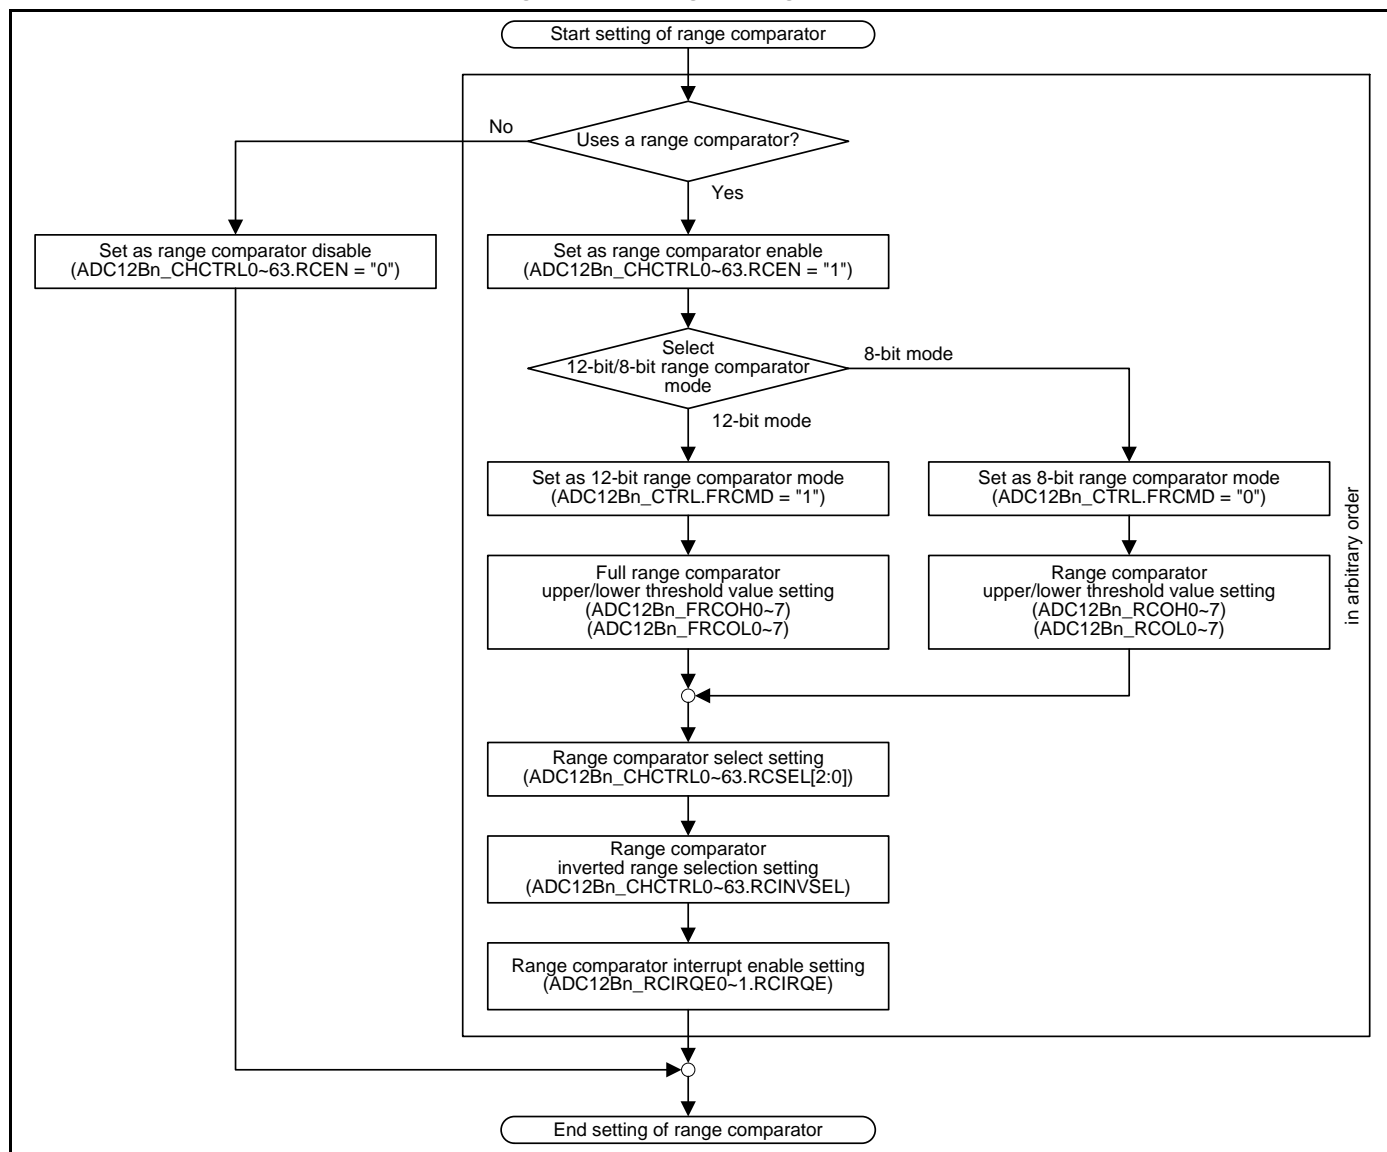 Start setting of range comparator
Uses a range comparator?
No
Yes
Set as range comparator disable
(ADC12Bn_CHCTRL0~63.RCEN = "0")
Set as range comparator enable
(ADC12Bn_CHCTRL0~63.RCEN = "1")
Select
12-bit/8-bit range comparator
mode
8-bit mode
12-bit mode
Set as 12-bit range comparator mode
(ADC12Bn_CTRL.FRCMD = "1")
Set as 8-bit range comparator mode
(ADC12Bn_CTRL.FRCMD = "0")
Full range comparator
upper/lower threshold value setting
(ADC12Bn_FRCOH0~7)
(ADC12Bn_FRCOL0~7)
Range comparator
upper/lower threshold value setting
(ADC12Bn_RCOH0~7)
(ADC12Bn_RCOL0~7)
in arbitrary order
Range comparator select setting
(ADC12Bn_CHCTRL0~63.RCSEL[2:0])
Range comparator
inverted range selection setting
(ADC12Bn_CHCTRL0~63.RCINVSEL)
Range comparator interrupt enable setting
(ADC12Bn_RCIRQE0~1.RCIRQE)
End setting of range comparator